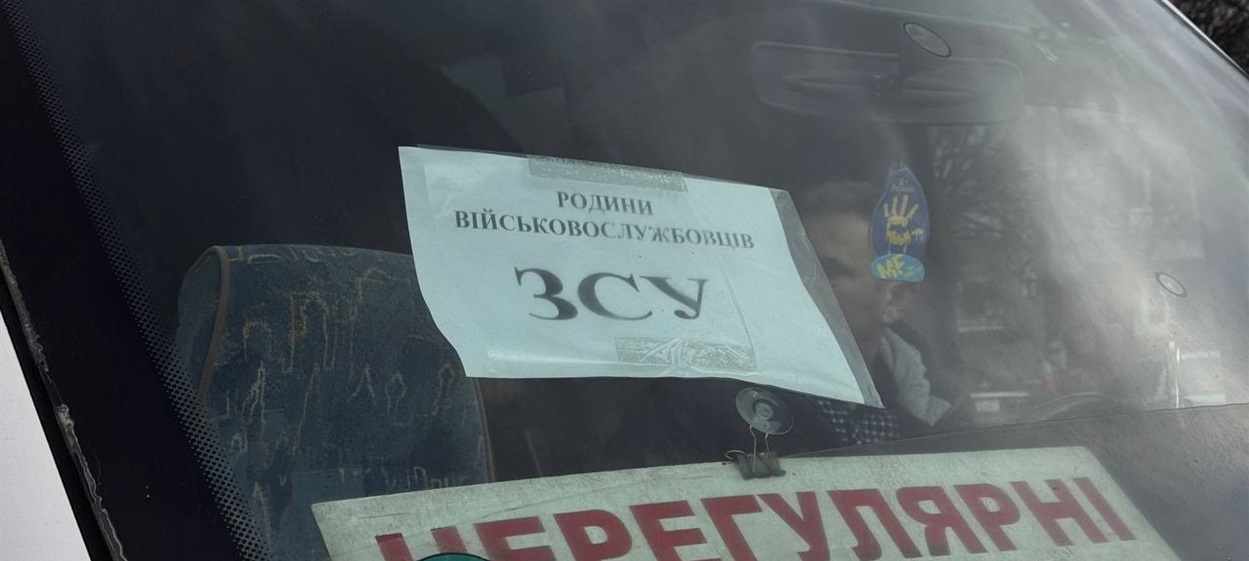 РОДИНИ
ВІЙСЬКОВОСЛУЖБОВЦІВ
ЗСУ
НЕРЕГУЛЯРНІ